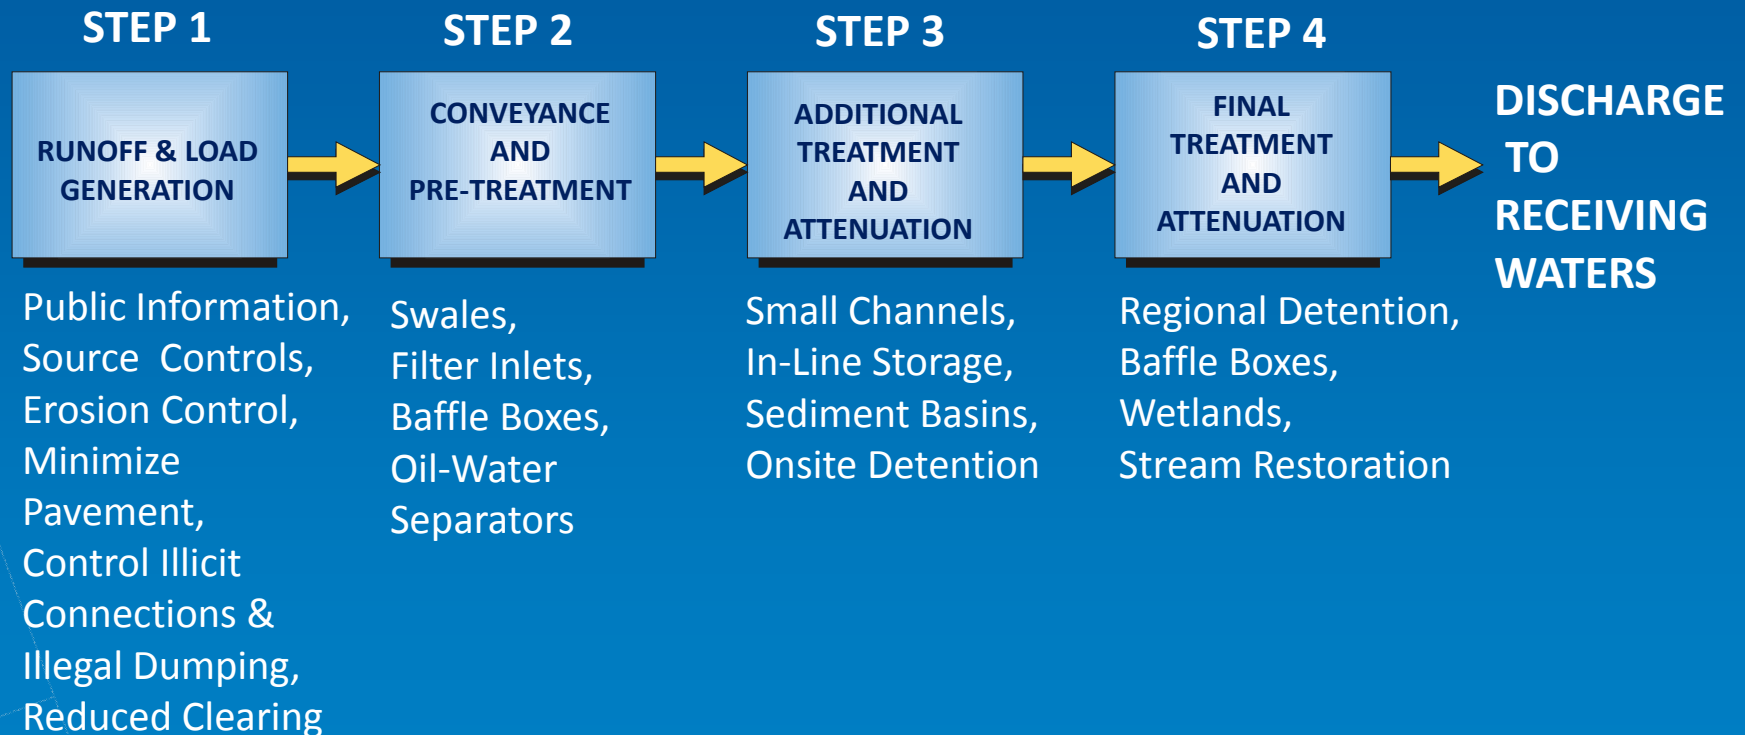 STEP 1
RUNOFF & LOAD
GENERATION
Public Information,
Source Controls,
Erosion Control,
Minimize
Pavement,
Control Illicit
Connections &
Illegal Dumping,
Reduced Clearing
STEP 2
CONVEYANCE
AND
PRE-TREATMENT
Swales,
Filter Inlets,
Baffle Boxes,
Oil-Water
Separators
STEP 3
ADDITIONAL
TREATMENT
AND
ATTENUATION
Small Channels,
In-Line Storage,
Sediment Basins,
Onsite Detention
STEP 4
FINAL
TREATMENT
AND
ATTENUATION
Regional Detention,
Baffle Boxes,
Wetlands,
Stream Restoration
DISCHARGE
TO
RECEIVING
WATERS